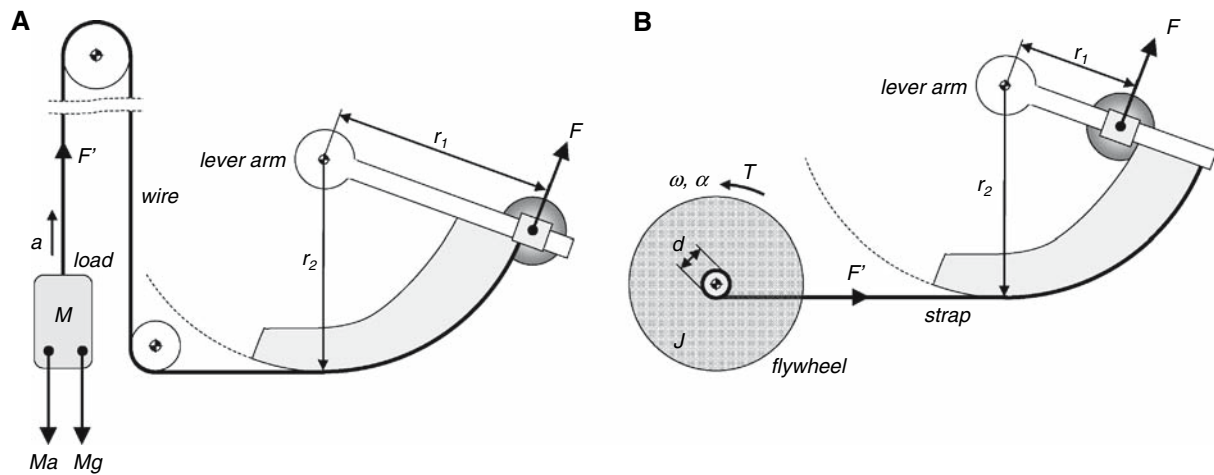 A
r₁
F
lever arm
F'
wire
a
load
r₂
M
Ma Mg
B
F
r₁
lever arm
ω, α T
r₂
d
F'
strap
J
flywheel